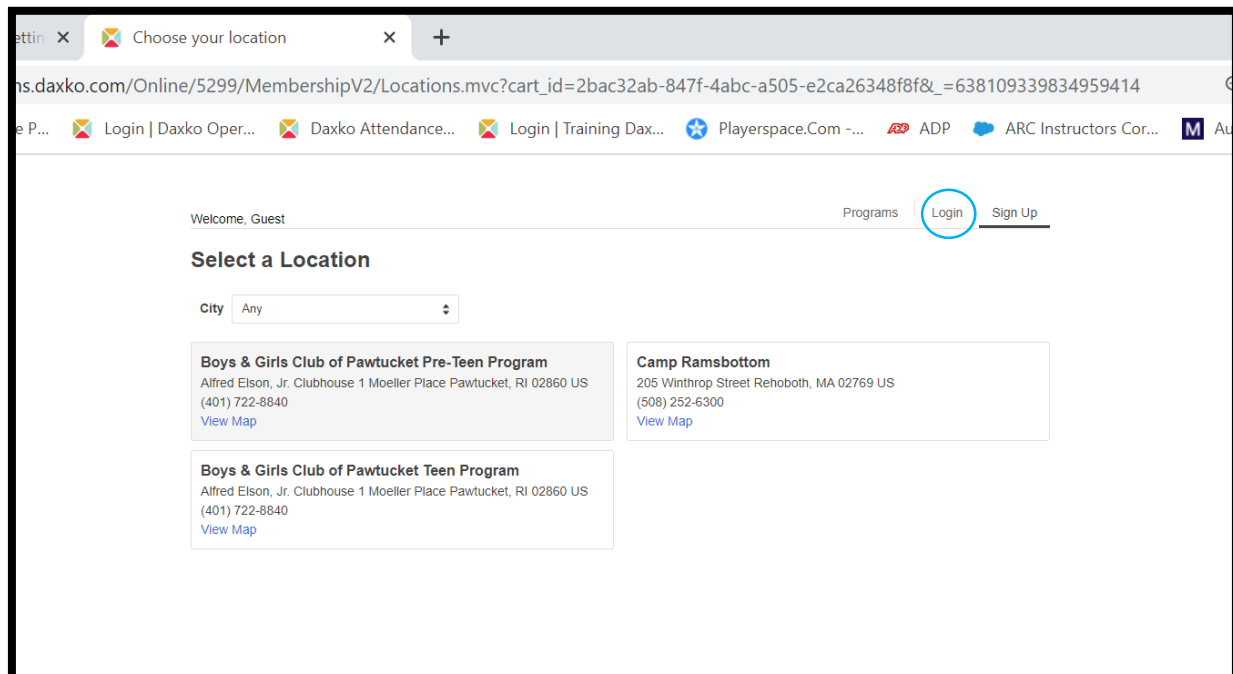 ettin Choose your location
ns.daxko.com/Online/5299/MembershipV2/Locations.mvc?cart_id=2bac32ab-847f-4abc-a505-e2ca26348f8f&_=638109339834959414
e P... Login | Daxko Oper... Daxko Attendance... Login | Training Dax... Playerspace.Com -... ADP ADP ARC Instructors Cor... M Au
Welcome, Guest Programs Login Sign Up
Select a Location
City Any
Boys & Girls Club of Pawtucket Pre-Teen Program
Alfred Elson, Jr. Clubhouse 1 Moeller Place Pawtucket, RI 02860 US
(401) 722-8840
View Map
Camp Ramsbottom
205 Winthrop Street Rehoboth, MA 02769 US
(508) 252-6300
View Map
Boys & Girls Club of Pawtucket Teen Program
Alfred Elson, Jr. Clubhouse 1 Moeller Place Pawtucket, RI 02860 US
(401) 722-8840
View Map